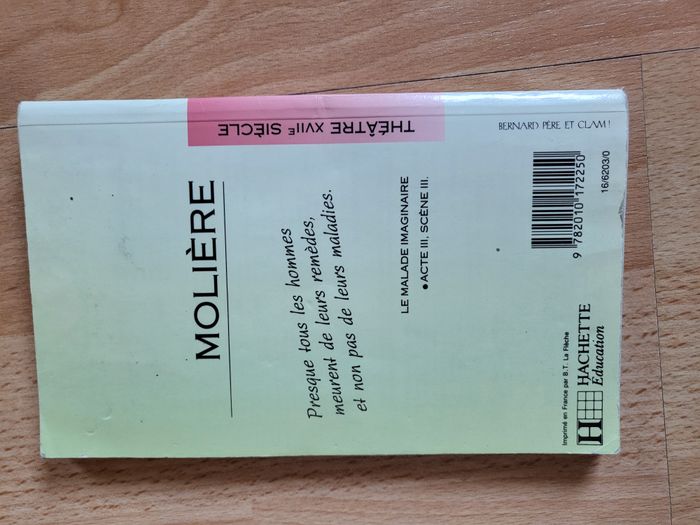 THÉÂTRE XVIIE SIÈCLE
MOLIÈRE
Presque tous les hommes
meurent de leurs remèdes,
et non pas de leurs maladies.
LE MALADE IMAGINAIRE
• ACTE III, SCÈNE III.
BERNARD PÈRE ET CLAM!
Imprimé en France par B.T. La Flèche
H HACHETTE
Éducation
9 782010 172250
16/6203/0